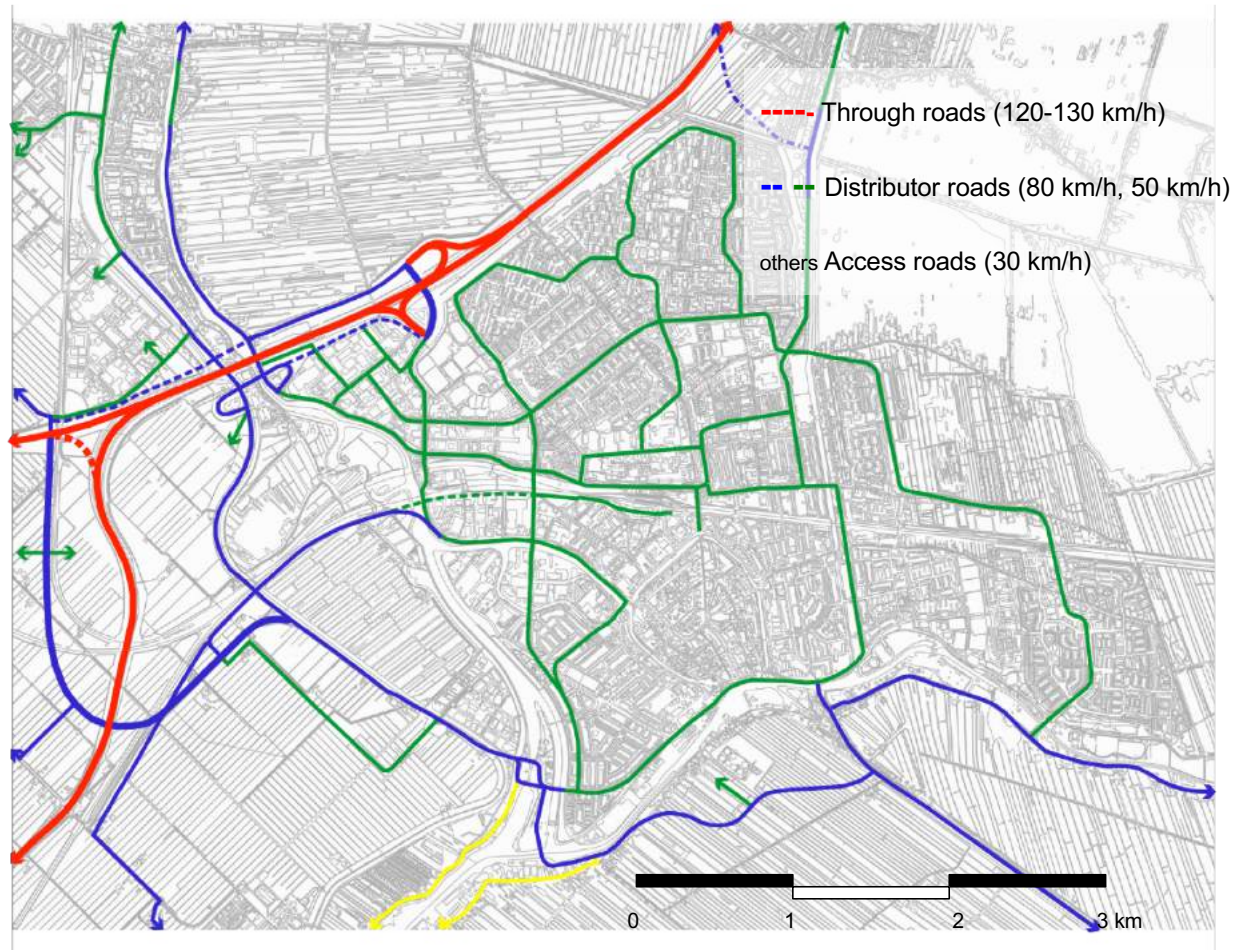 Through roads (120-130 km/h)
Distributor roads (80 km/h, 50 km/h)
others Access roads (30 km/h)
0 1 2 3 km